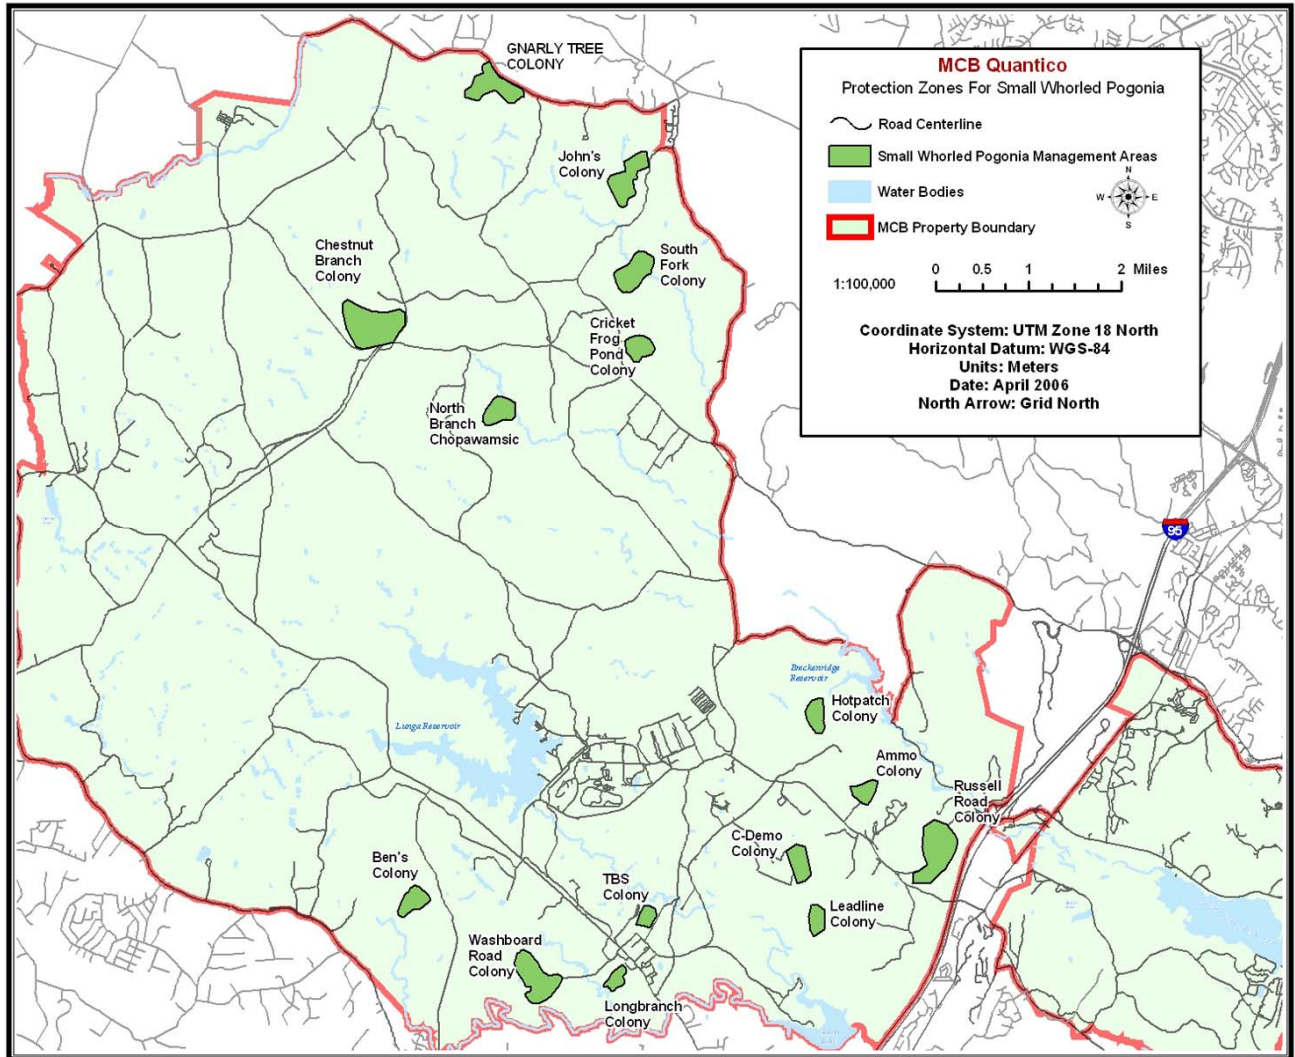 GNARLY TREE
COLONY
MCB Quantico
Protection Zones For Small Whorled Pogonia
Road Centerline
Small Whorled Pogonia Management Areas
N
Water Bodies
W
E
S
MCB Property Boundary
0 0.5 1 2 Miles
1:100,000
Coordinate System: UTM Zone 18 North
Horizontal Datum: WGS-84
Units: Meters
Date: April 2006
North Arrow: Grid North
John's
Colony
Chestnut
Branch
Colony
South
Fork
Colony
Cricket
Frog
Pond
Colony
North
Branch
Chopawamsic
95
Breckenridge
Reservoir
Hotpatch
Colony
Lunga Reservoir
Ammo
Colony
Russell
Road
Colony
C-Demo
Colony
Ben's
Colony
TBS
Colony
Leadline
Colony
Washboard
Road
Colony
Longbranch
Colony